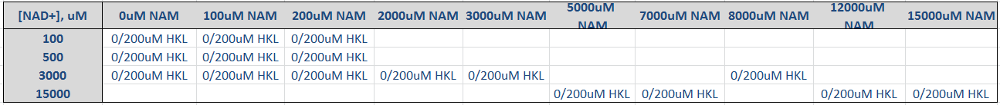 [NAD+], uM 0uM NAM 100uM NAM 200uM NAM 2000uM NAM 3000uM NAM 5000uM NAM 7000uM NAM 8000uM NAM 12000uM NAM 15000uM NAM
100 0/200uM HKL 0/200uM HKL 0/200uM HKL
500 0/200uM HKL 0/200uM HKL 0/200uM HKL
3000 0/200uM HKL 0/200uM HKL 0/200uM HKL 0/200uM HKL 0/200uM HKL 0/200uM HKL
15000 0/200uM HKL 0/200uM HKL 0/200uM HKL 0/200uM HKL